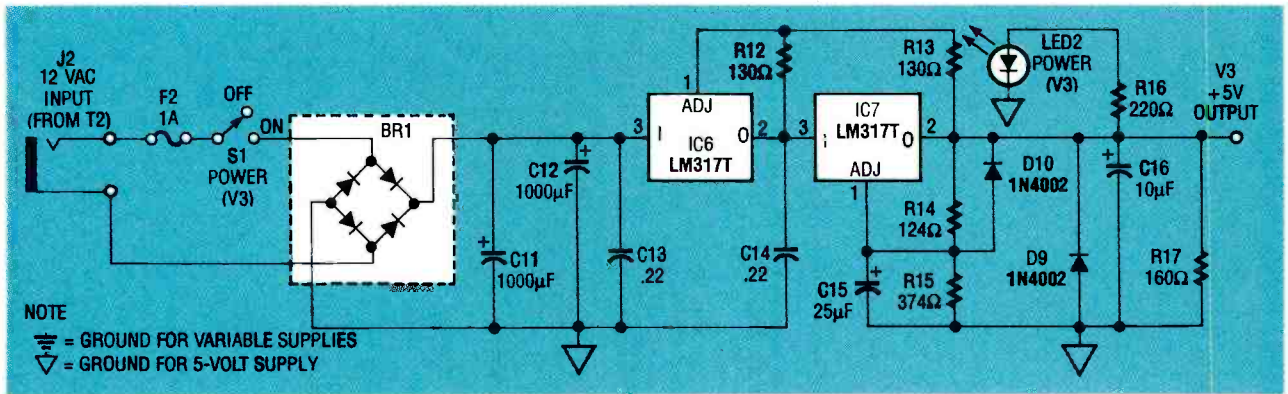 J2
12 VAC
INPUT
(FROM T2)
F2
1A
OFF
ON
S1
POWER
(V3)
BR1
C12
1000µF
+
C11
1000µF
+
C13
.22
3
I
ADJ
1
IC6
O
LM317T
2
R12
130Ω
C14
.22
3
i
IC7
O
LM317T
ADJ
1
2
R13
130Ω
LED2
POWER
(V3)
R16
220Ω
V3
+5V
OUTPUT
R14
124Ω
D10
1N4002
C15
25µF
+
R15
374Ω
D9
1N4002
+
C16
10µF
R17
160Ω
NOTE
= GROUND FOR VARIABLE SUPPLIES
= GROUND FOR 5-VOLT SUPPLY